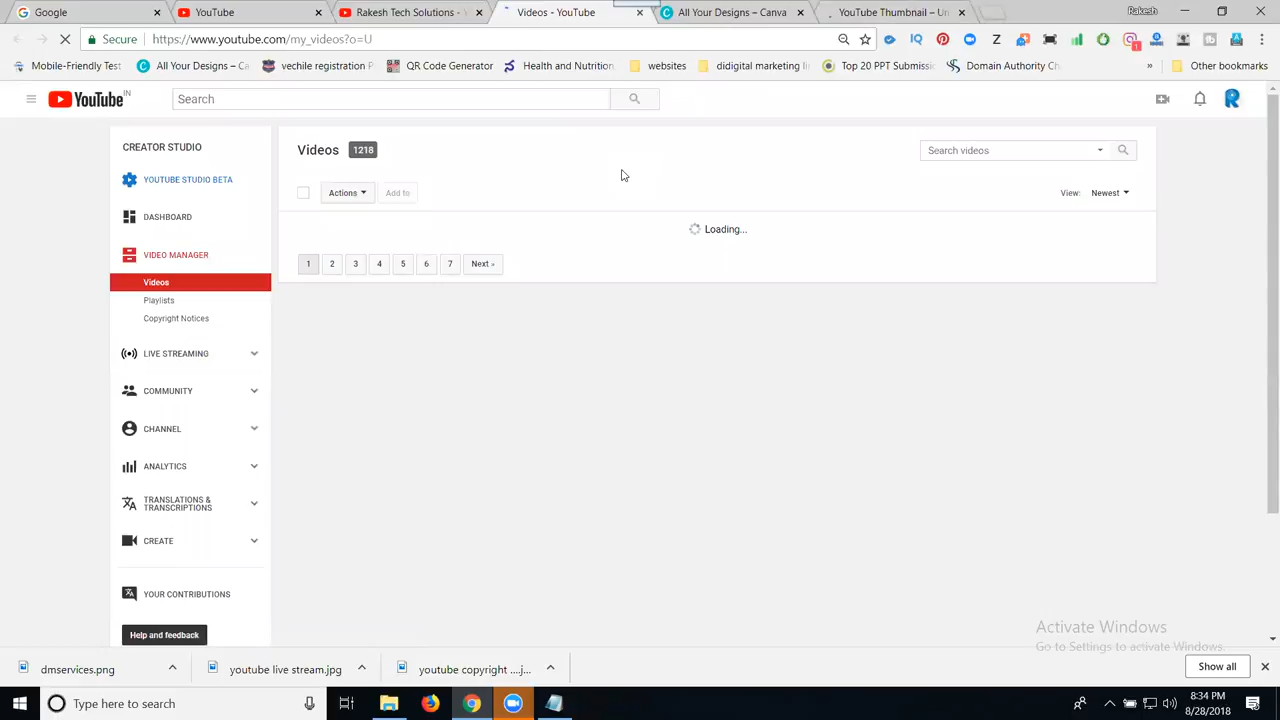 Google
YouTube
Rakesh Tech Solutions -
Videos - YouTube
All Your Designs – Canva
YouTube Thumbnail – Un
Rakesh
Secure https://www.youtube.com/my_videos?o=U
Mobile-Friendly Test
All Your Designs – Ca
vechile registration P
QR Code Generator
Health and Nutrition
websites
didigital marketing li
Top 20 PPT Submissi
Domain Authority Ch
»
Other bookmarks
YouTube IN
Search
CREATOR STUDIO
YOUTUBE STUDIO BETA
DASHBOARD
VIDEO MANAGER
Videos
Playlists
Copyright Notices
LIVE STREAMING
COMMUNITY
CHANNEL
ANALYTICS
TRANSLATIONS &
TRANSCRIPTIONS
CREATE
YOUR CONTRIBUTIONS
Help and feedback
Videos 1218
Search videos
Actions
Add to
View: Newest
Loading...
1 2 3 4 5 6 7 Next »
Activate Windows
Go to Settings to activate Windows.
dmservices.png
youtube live stream.jpg
youtube copyright ....j...
Show all
Type here to search
8:34 PM
8/28/2018